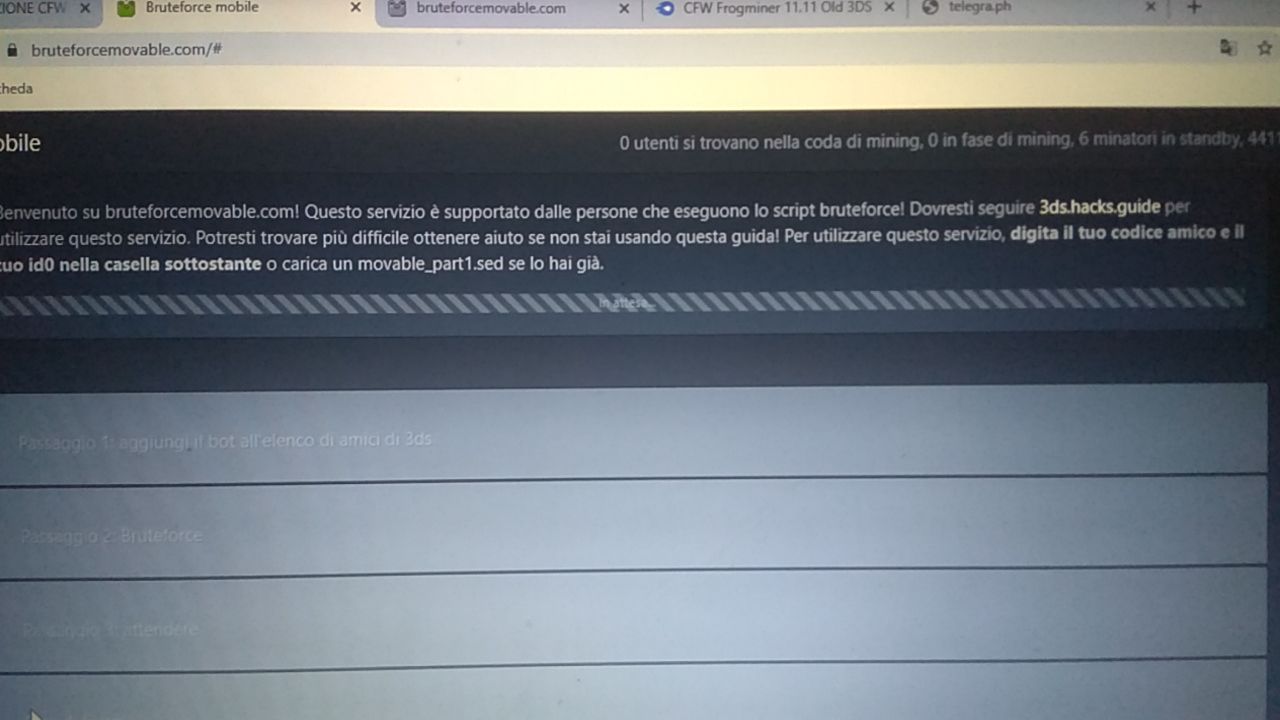 IONE CFW
Bruteforce mobile
bruteforcemovable.com
CFW Frogminer 11.11 Old 3DS
telegra.ph
bruteforcemovable.com/#
cheda
obile
0 utenti si trovano nella coda di mining, 0 in fase di mining, 6 minatori in standby, 441
Benvenuto su bruteforcemovable.com! Questo servizio è supportato dalle persone che eseguono lo script bruteforce! Dovresti seguire 3ds.hacks.guide per
utilizzare questo servizio. Potresti trovare più difficile ottenere aiuto se non stai usando questa guida! Per utilizzare questo servizio, digita il tuo codice amico e il
tuo id0 nella casella sottostante o carica un movable_part1.sed se lo hai già.
In attesa...
Passaggio 1: aggiungi il bot all'elenco di amici di 3ds
Passaggio 2: Bruteforce
Passaggio 3: attendere